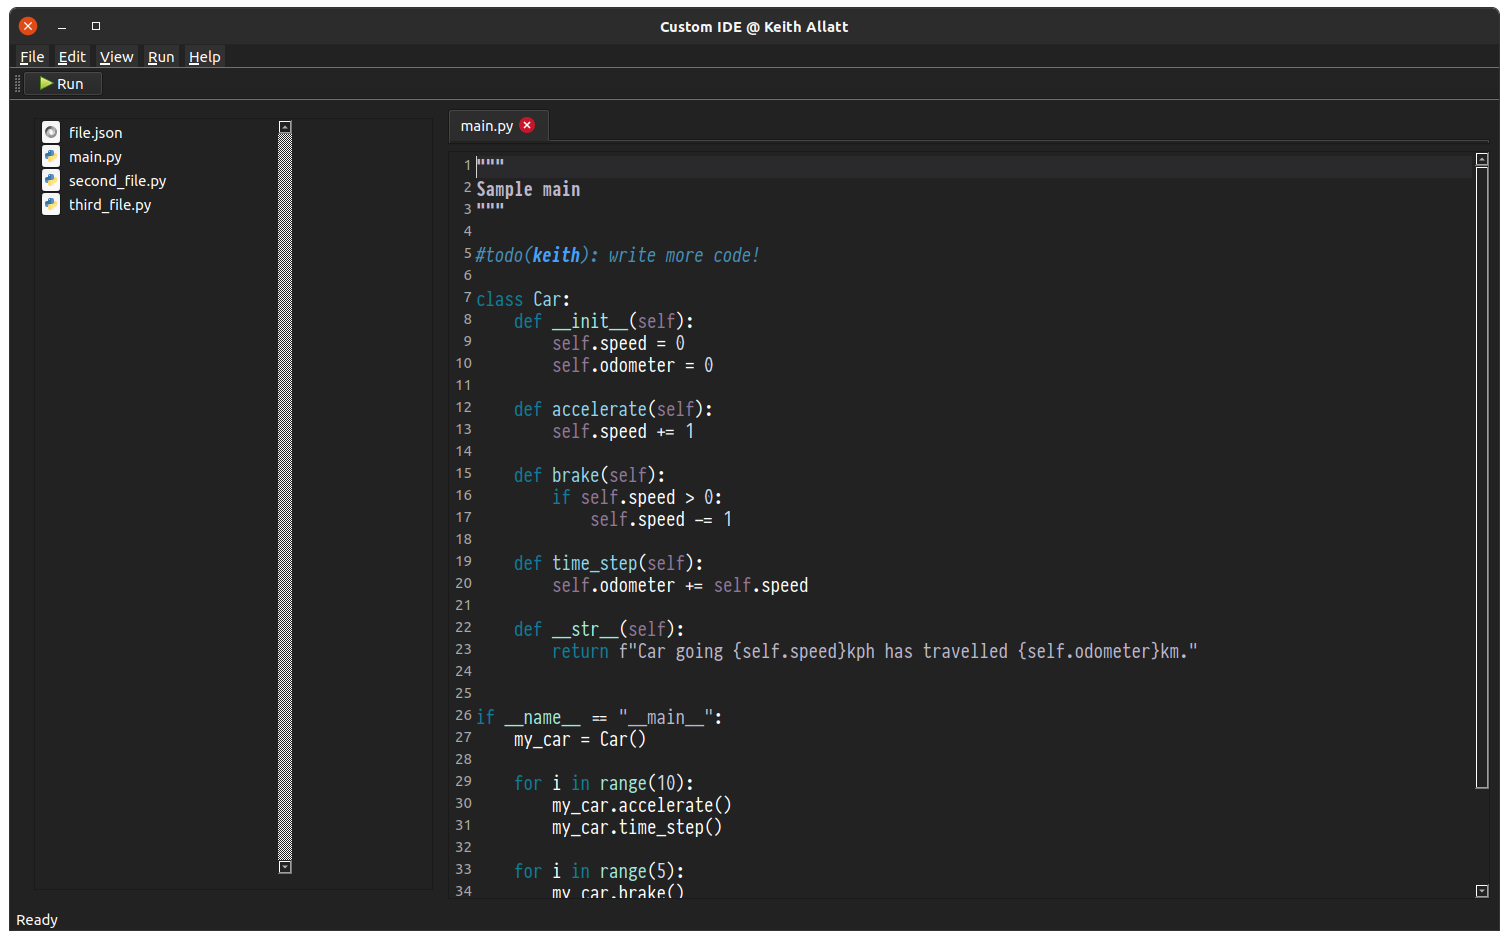 Custom IDE @ Keith Allatt
File Edit View Run Help
Run
file.json
main.py
second_file.py
third_file.py
main.py
1 """
2 Sample main
3 """
4
5 #todo(keith): write more code!
6
7 class Car:
8     def __init__(self):
9         self.speed = 0
10         self.odometer = 0
11
12     def accelerate(self):
13         self.speed += 1
14
15     def brake(self):
16         if self.speed > 0:
17             self.speed -= 1
18
19     def time_step(self):
20         self.odometer += self.speed
21
22     def __str__(self):
23         return f"Car going {self.speed}kph has travelled {self.odometer}km."
24
25
26 if __name__ == "__main__":
27     my_car = Car()
28
29     for i in range(10):
30         my_car.accelerate()
31         my_car.time_step()
32
33     for i in range(5):
34         my_car.brake()
Ready